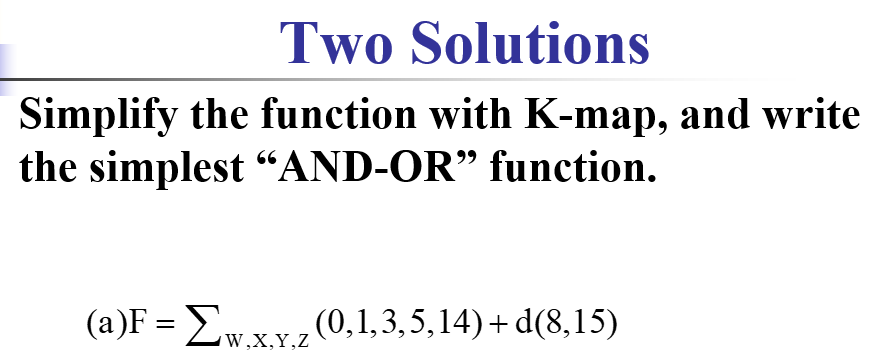 Two Solutions
Simplify the function with K-map, and write
the simplest “AND-OR” function.
(a)F = ∑W,X,Y,Z (0,1,3,5,14) + d(8,15)